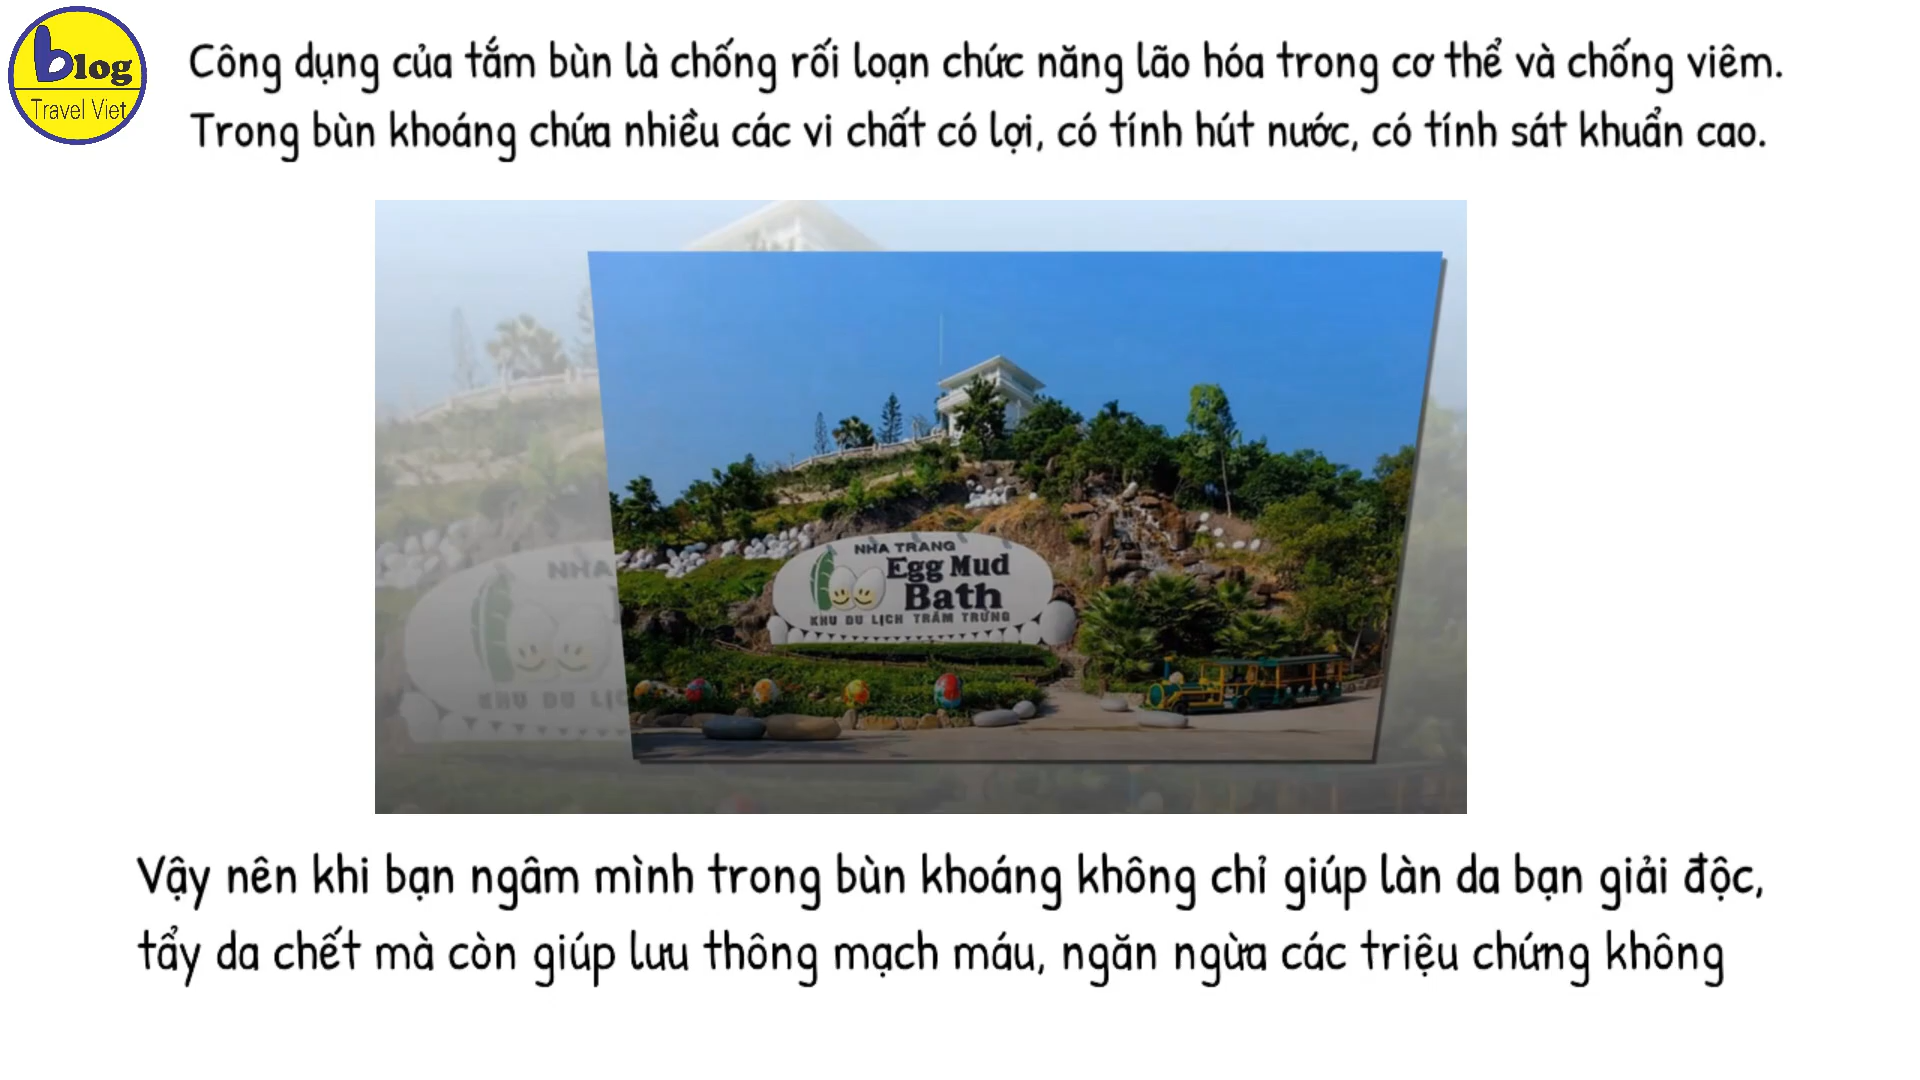 blog
Travel Viet
Công dụng của tắm bùn là chống rối loạn chức năng lão hóa trong cơ thể và chống viêm.
Trong bùn khoáng chứa nhiều các vi chất có lợi, có tính hút nước, có tính sát khuẩn cao.
NHA TRANG
Egg Mud
Bath
KHU DU LỊCH TRĂM TRỨNG
NHA
KHU DU LỊC
Vậy nên khi bạn ngâm mình trong bùn khoáng không chỉ giúp làn da bạn giải độc,
tẩy da chết mà còn giúp lưu thông mạch máu, ngăn ngừa các triệu chứng không